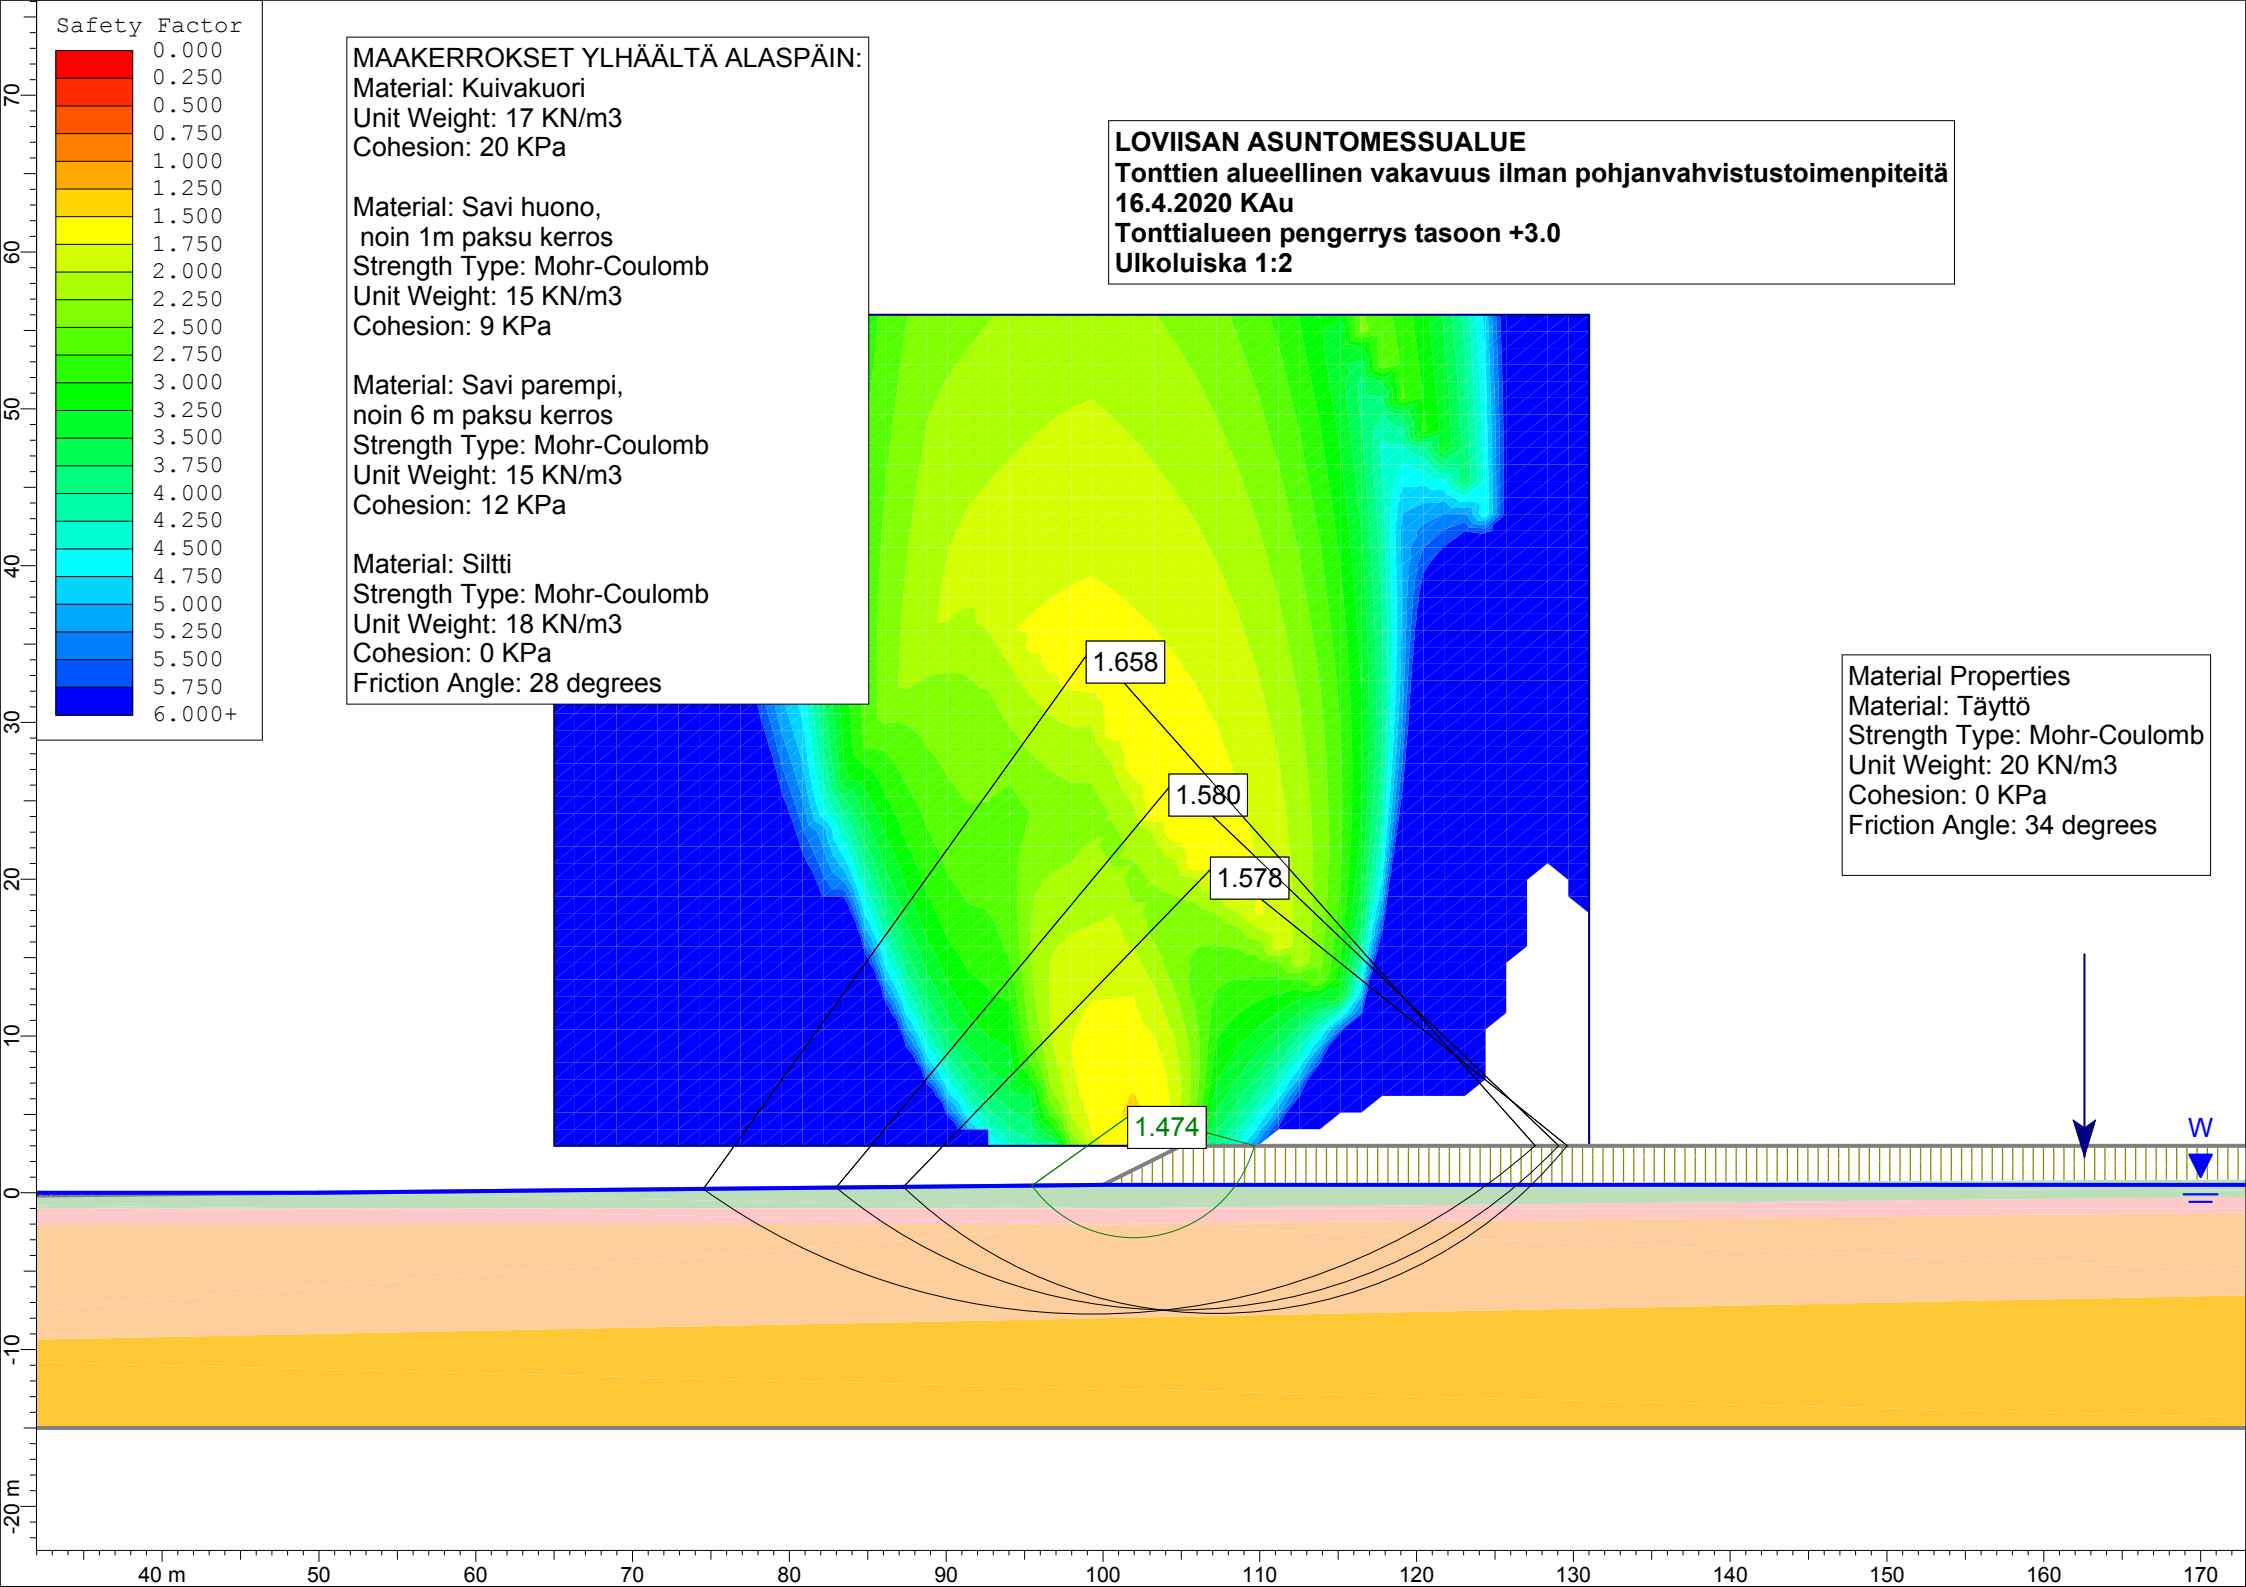 Safety Factor
0.000
0.250
0.500
0.750
1.000
1.250
1.500
1.750
2.000
2.250
2.500
2.750
3.000
3.250
3.500
3.750
4.000
4.250
4.500
4.750
5.000
5.250
5.500
5.750
6.000+
MAAKERROKSET YLHÄÄLTÄ ALASPÄIN:
Material: Kuivakuori
Unit Weight: 17 KN/m3
Cohesion: 20 KPa
Material: Savi huono,
noin 1m paksu kerros
Strength Type: Mohr-Coulomb
Unit Weight: 15 KN/m3
Cohesion: 9 KPa
Material: Savi parempi,
noin 6 m paksu kerros
Strength Type: Mohr-Coulomb
Unit Weight: 15 KN/m3
Cohesion: 12 KPa
Material: Siltti
Strength Type: Mohr-Coulomb
Unit Weight: 18 KN/m3
Cohesion: 0 KPa
Friction Angle: 28 degrees
LOVIISAN ASUNTOMESSUALUE
Tonttien alueellinen vakavuus ilman pohjanvahvistustoimenpiteitä
16.4.2020 KAu
Tonttialueen pengerrys tasoon +3.0
Ulkoluiska 1:2
Material Properties
Material: Täyttö
Strength Type: Mohr-Coulomb
Unit Weight: 20 KN/m3
Cohesion: 0 KPa
Friction Angle: 34 degrees
1.658
1.580
1.578
1.474
W
70
60
50
40
30
20
10
0
-10
-20 m
40 m
50
60
70
80
90
100
110
120
130
140
150
160
170